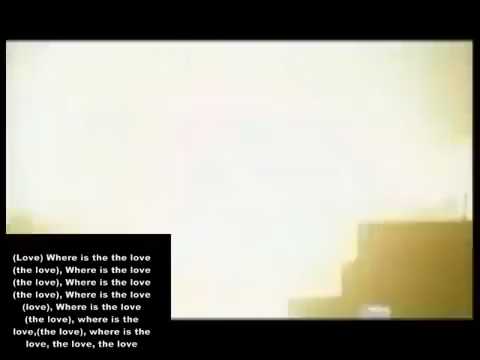 (Love) Where is the the love
(the love), Where is the love
(the love), Where is the love
(the love), Where is the love
(love), Where is the love
(the love), where is the
love,(the love), where is the
love, the love, the love